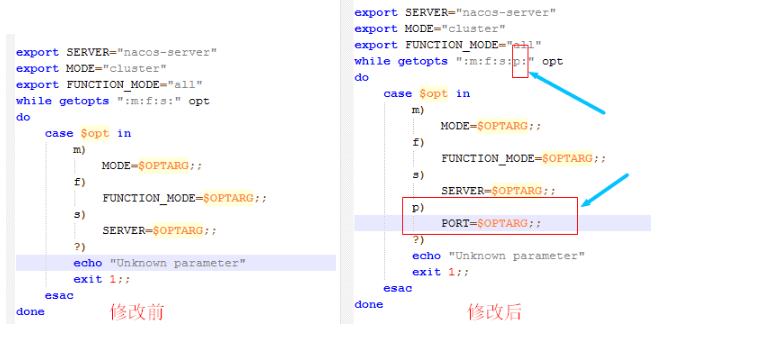 export SERVER="nacos-server"
export MODE="cluster"
export FUNCTION_MODE="all"
while getopts ":m:f:s:" opt
do
    case $opt in
        m)
            MODE=$OPTARG;;
        f)
            FUNCTION_MODE=$OPTARG;;
        s)
            SERVER=$OPTARG;;
        ?)
        echo "Unknown parameter"
        exit 1;;
    esac
done
修改前
export SERVER="nacos-server"
export MODE="cluster"
export FUNCTION_MODE="all"
while getopts ":m:f:s:p:" opt
do
    case $opt in
        m)
            MODE=$OPTARG;;
        f)
            FUNCTION_MODE=$OPTARG;;
        s)
            SERVER=$OPTARG;;
        p)
            PORT=$OPTARG;;
        ?)
        echo "Unknown parameter"
        exit 1;;
    esac
done
修改后